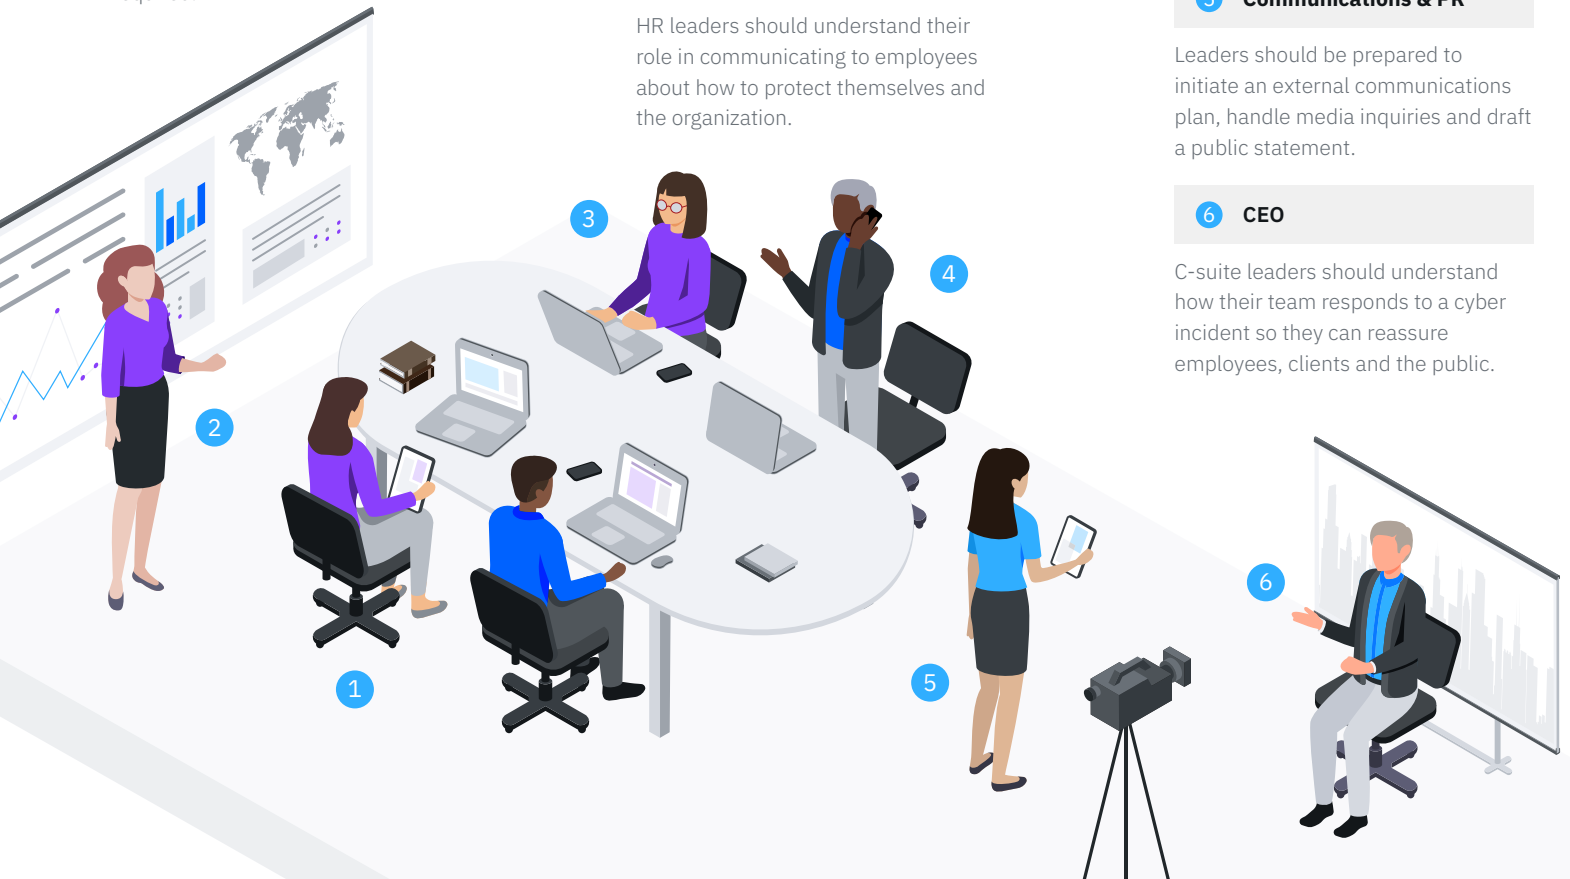 HR leaders should understand their
role in communicating to employees
about how to protect themselves and
the organization.
5 Communications & PR
Leaders should be prepared to
initiate an external communications
plan, handle media inquiries and draft
a public statement.
6 CEO
C-suite leaders should understand
how their team responds to a cyber
incident so they can reassure
employees, clients and the public.
3
4
2
6
1
5